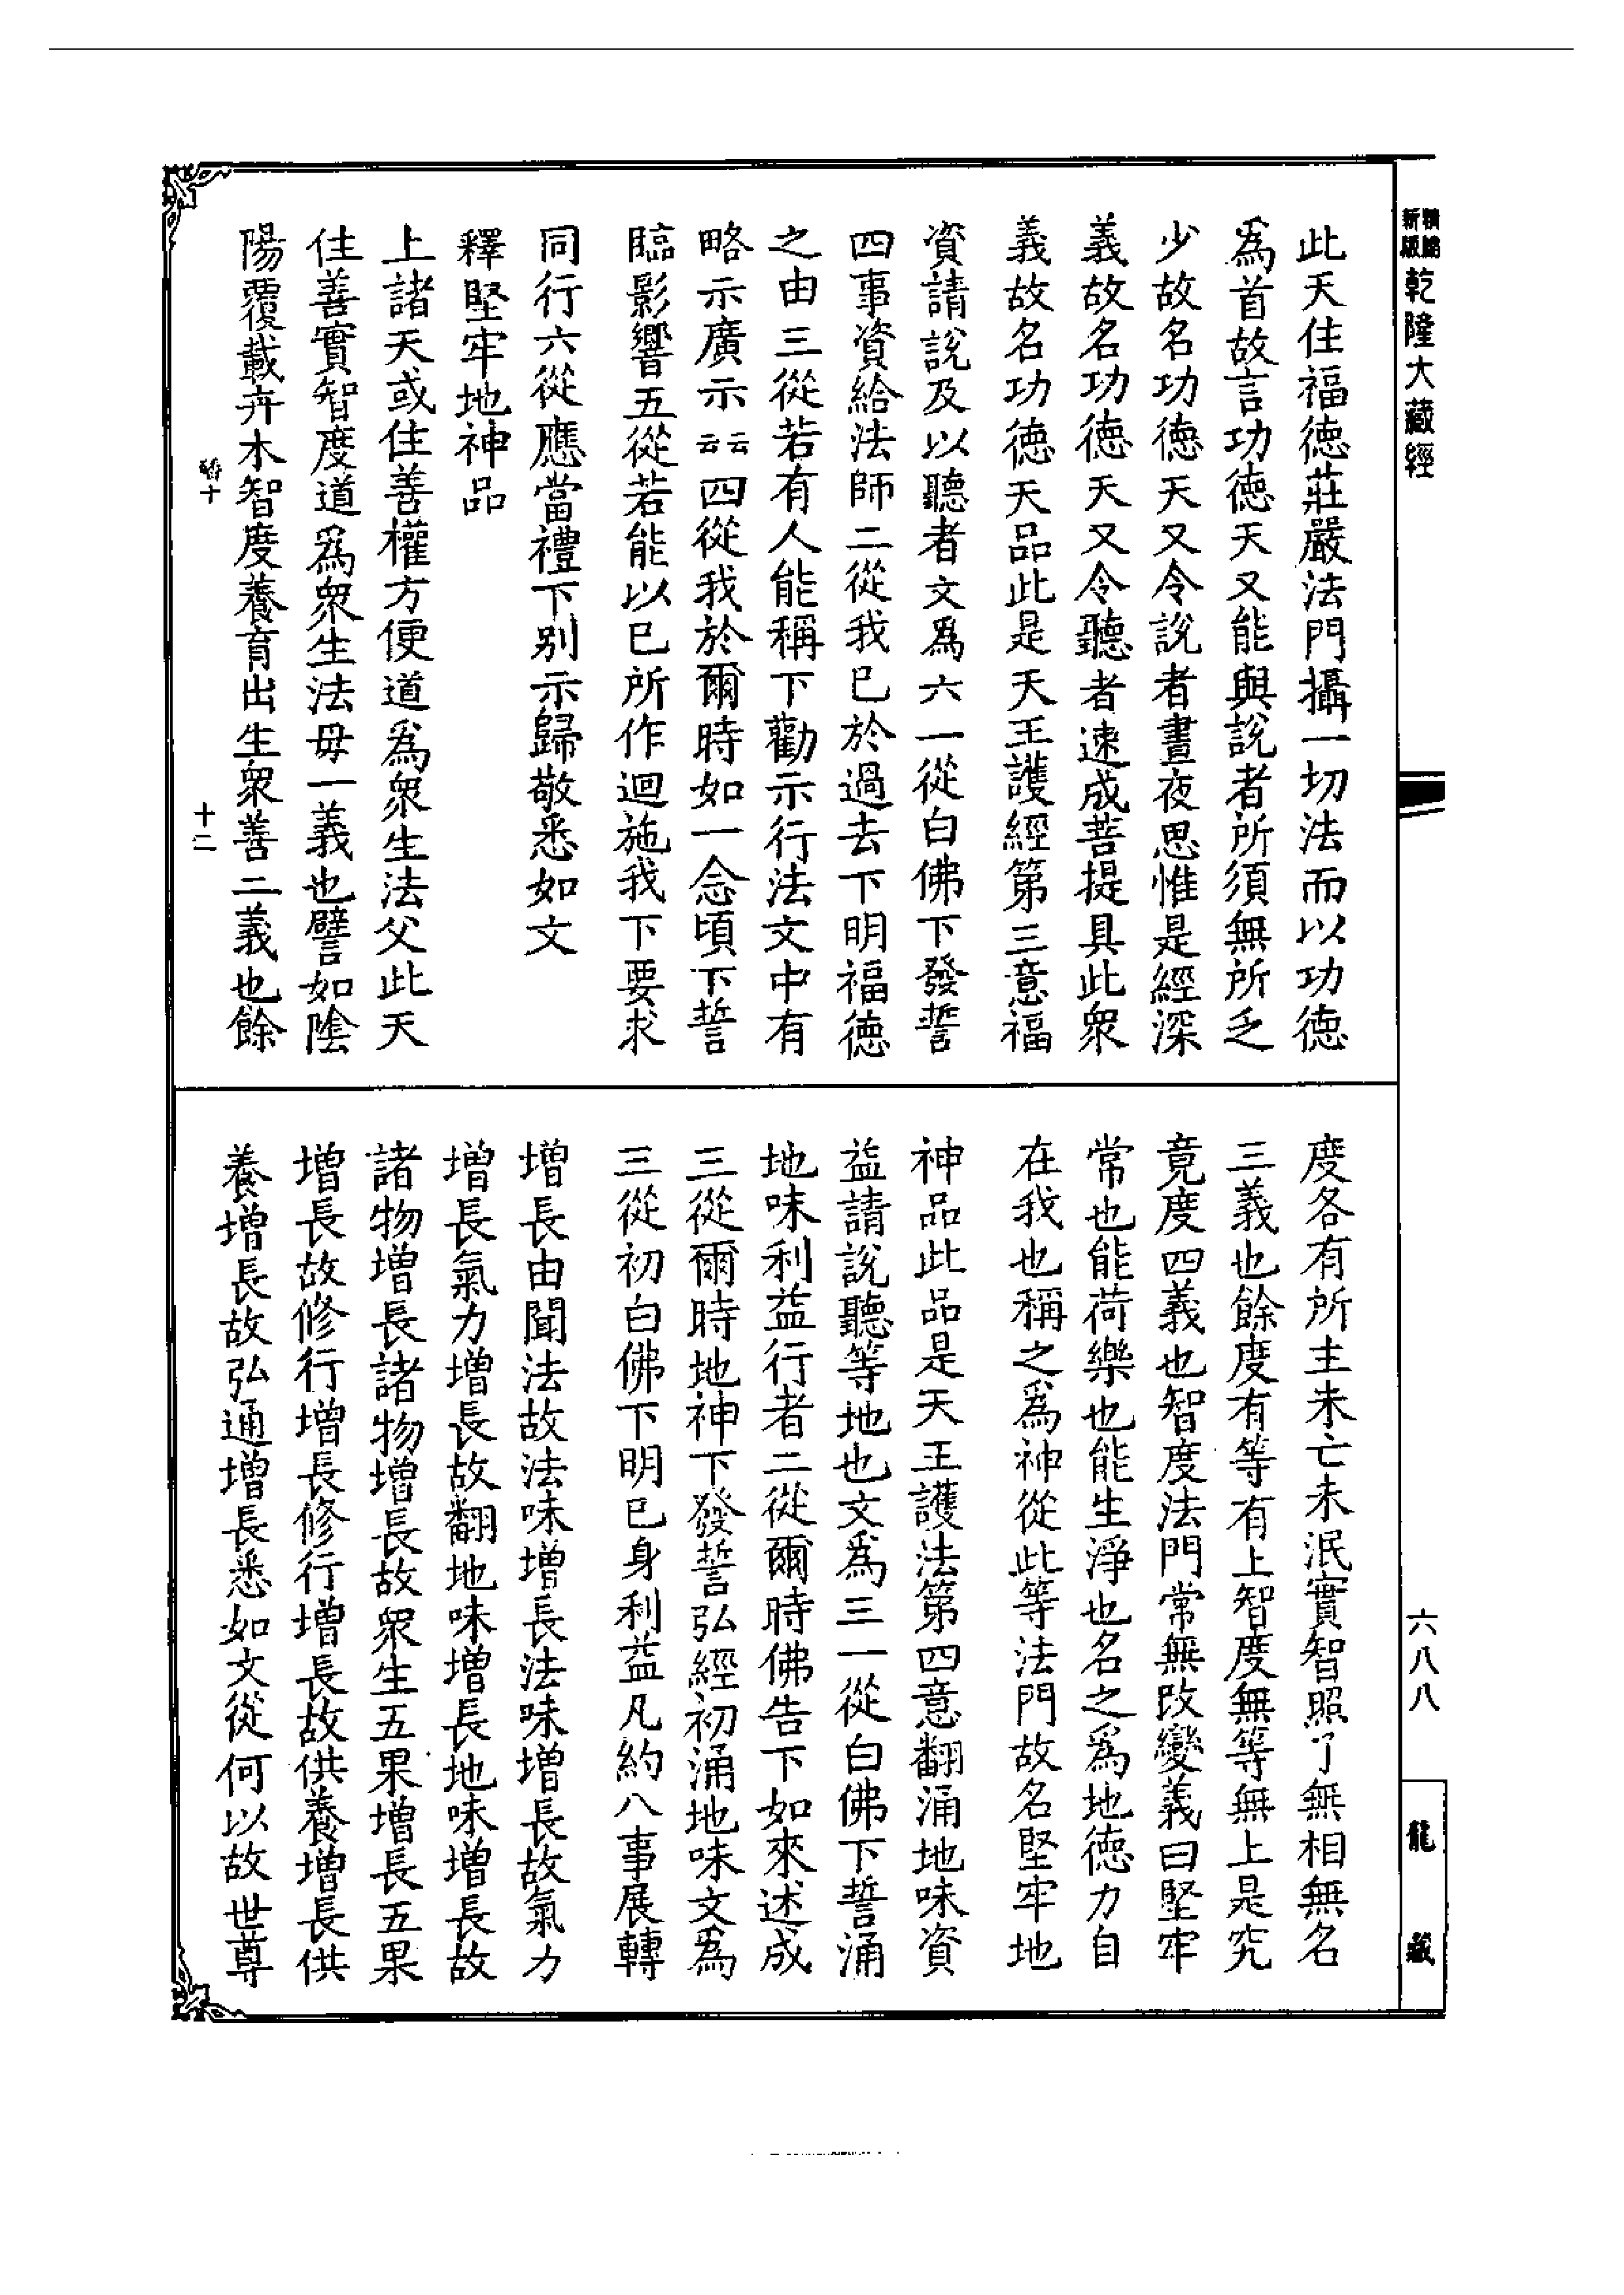 乾隆大藏經
此天住福德莊嚴法門攝一切法而以功德
爲首故言功德天又能與說者所須無所乏
少故名功德天又令說者晝夜思惟是經深
義故名功德天又令聽者速成菩提具此衆
義故名功德天品此是天王護經第三意福
資請說及以聽者文爲六一從白佛下發誓
四事資給法師二從我已於過去下明福德
之由三從若有人能稱下勸示行法文中有
略示廣示云云四從我於爾時如一念頃下誓
臨影響五從若能以已所作迴施我下要求
同行六從應當禮下別示歸敬悉如文
釋堅牢地神品
上諸天或住善權方便道爲衆生法父此天
住善實智度道爲衆生法母一義也譬如陰
陽覆載卉木智度養育出生衆善二義也餘
十二
度各有所主未亡未泯實智照了無相無名
三義也餘度有等有上智度無等無上是究
竟度四義也智度法門常無改變義曰堅牢
常也能荷樂也能生淨也名之爲地德力自
在我也稱之爲神從此等法門故名堅牢地
神品此品是天王護法第四意翻涌地味資
益請說聽等地也文爲三一從白佛下誓涌
地味利益行者二從爾時佛告下如來述成
三從爾時地神下發誓弘經初涌地味文爲
三從初白佛下明已身利益凡約八事展轉
增長由聞法故法味增長法味增長故氣力
增長氣力增長故翻地味增長地味增長故
諸物增長諸物增長故衆生五果增長五果
增長故修行增長修行增長故供養增長供
養增長故弘通增長悉如文從何以故世尊
六八八
龍藏